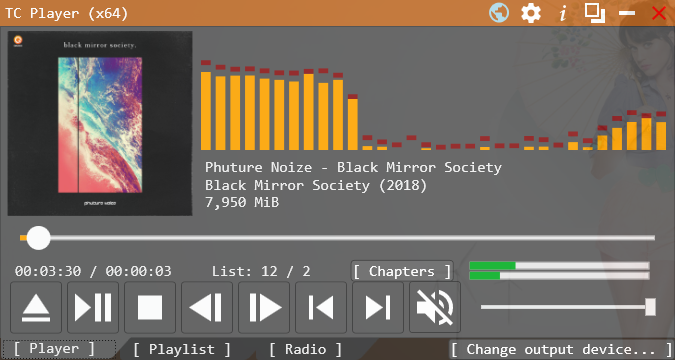 TC Player (x64)
i
black mirror society.
phuture noize
Phuture Noize - Black Mirror Society
Black Mirror Society (2018)
7,950 MiB
00:03:30 / 00:00:03 List: 12 / 2 [ Chapters ]
[ Player ] [ Playlist ] [ Radio ] [ Change output device... ]